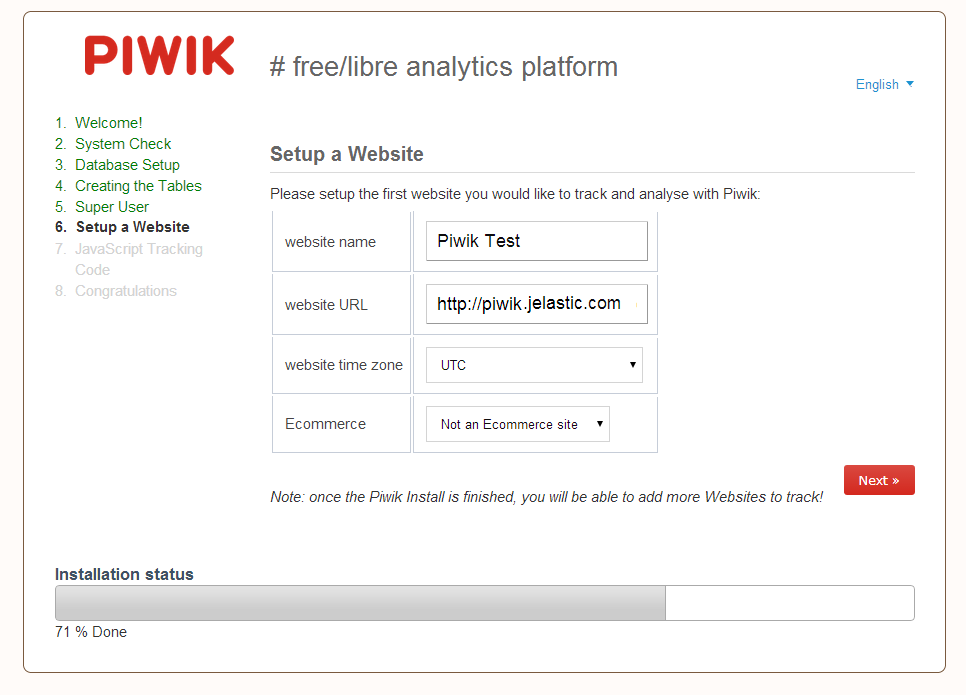 PIWIK
# free/libre analytics platform
English
1. Welcome!
2. System Check
3. Database Setup
4. Creating the Tables
5. Super User
6. Setup a Website
7. JavaScript Tracking
Code
8. Congratulations
Setup a Website
Please setup the first website you would like to track and analyse with Piwik:
website name
Piwik Test
website URL
http://piwik.jelastic.com
website time zone
UTC
Ecommerce
Not an Ecommerce site
Next »
Note: once the Piwik Install is finished, you will be able to add more Websites to track!
Installation status
71 % Done